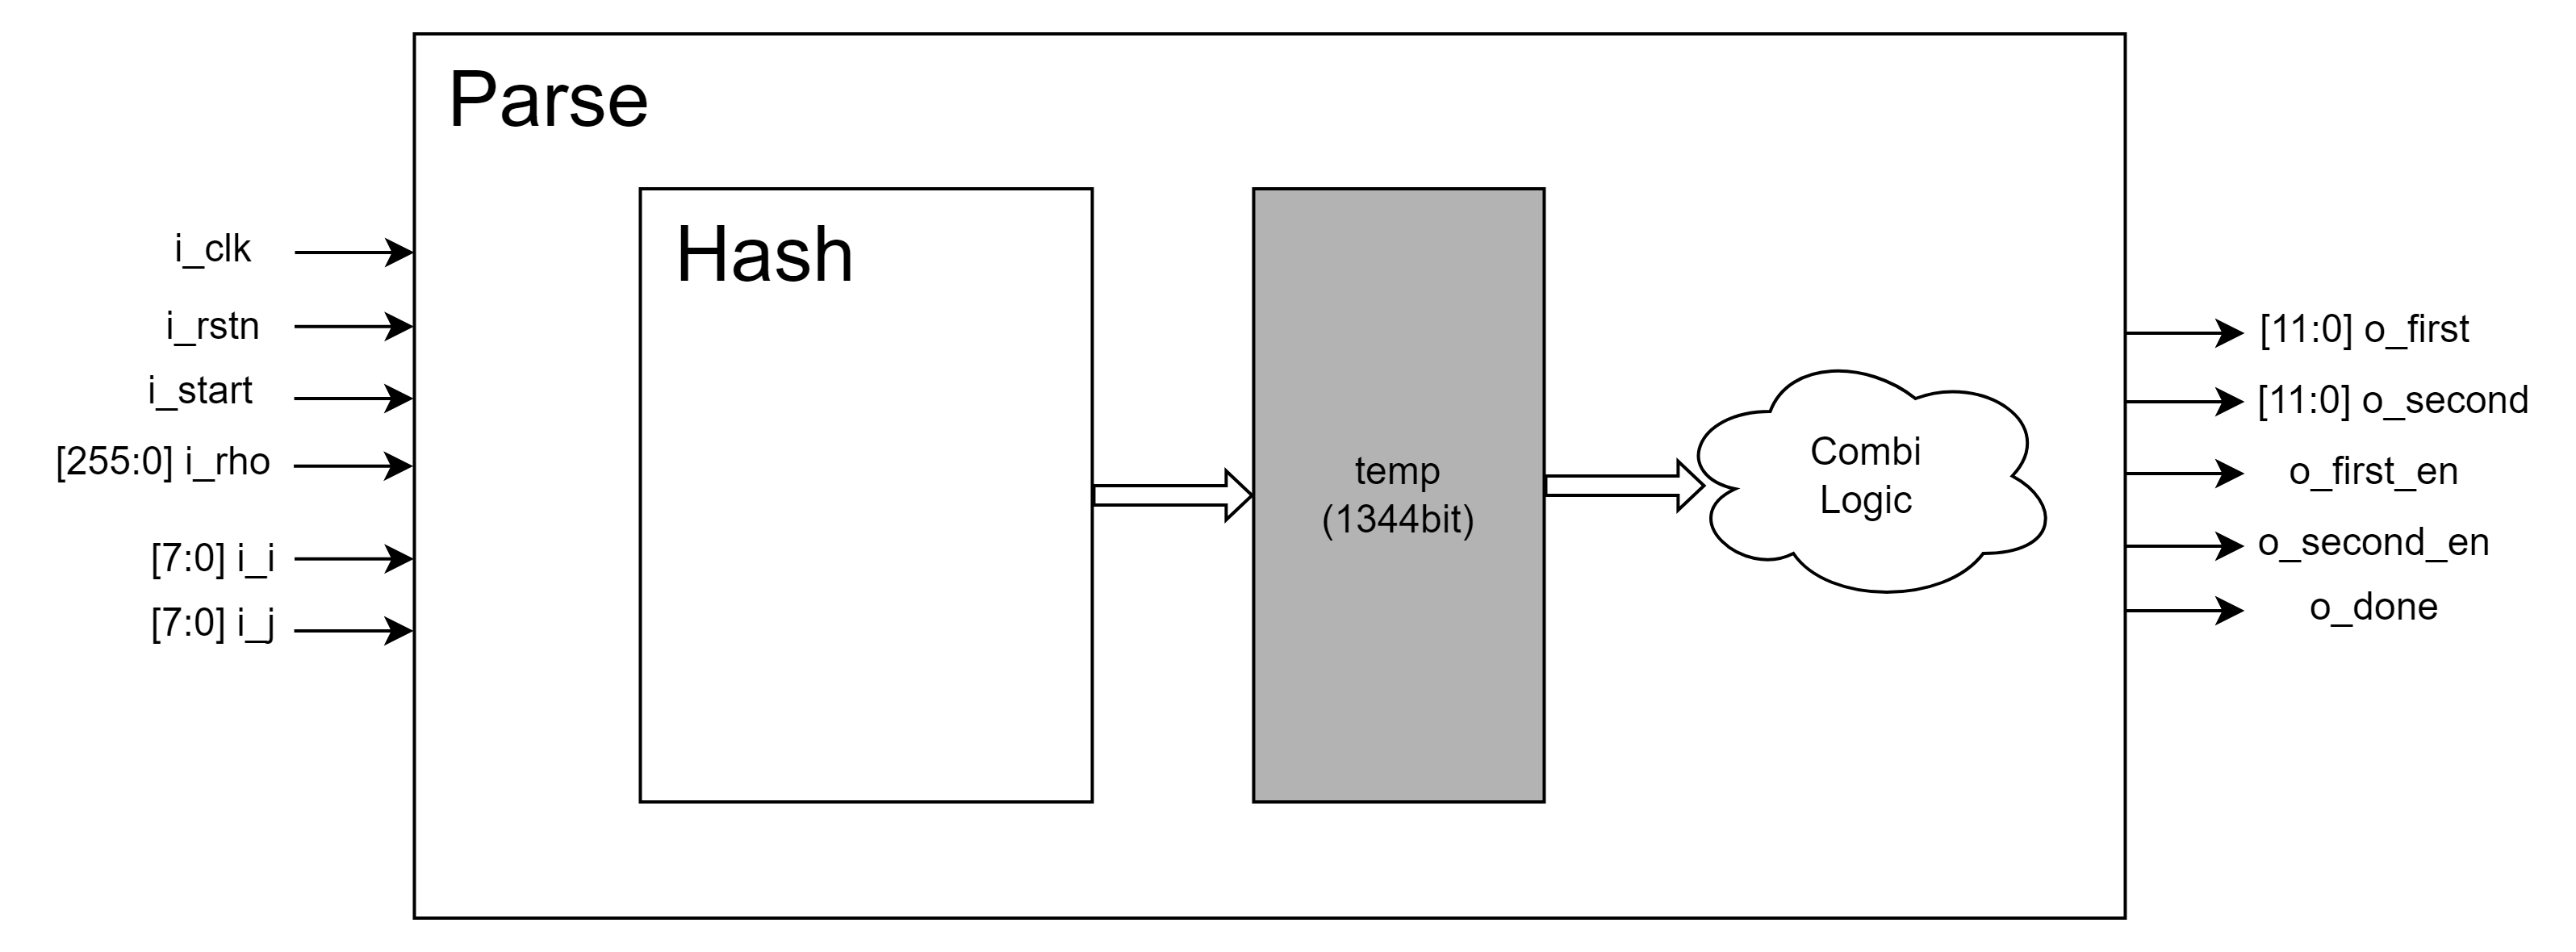 Parse
Hash
i_clk
i_rstn
i_start
[255:0] i_rho
[7:0] i_i
[7:0] i_j
temp
(1344bit)
Combi
Logic
[11:0] o_first
[11:0] o_second
o_first_en
o_second_en
o_done